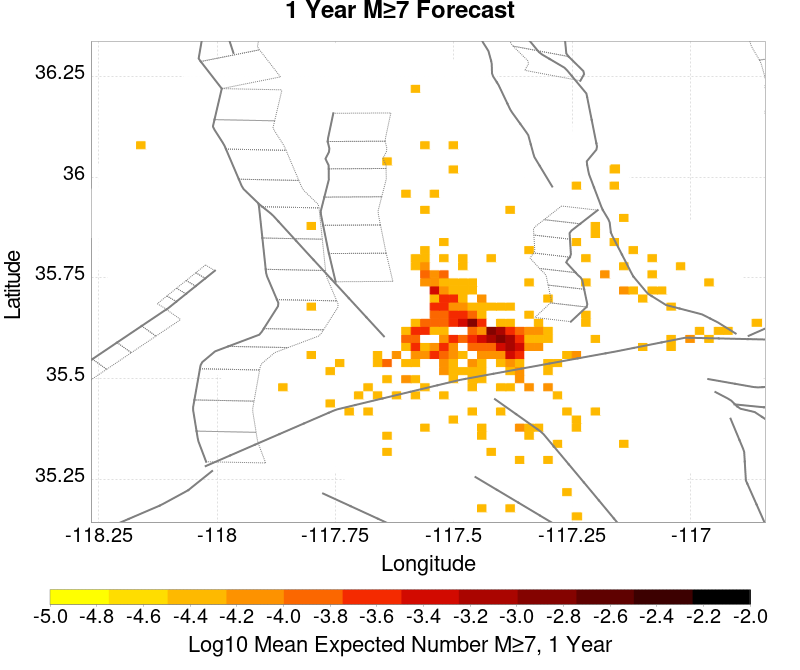 1 Year M≥7 Forecast
Latitude
36.25
36
35.75
35.5
35.25
-118.25 -118 -117.75 -117.5 -117.25 -117
Longitude
-5.0 -4.8 -4.6 -4.4 -4.2 -4.0 -3.8 -3.6 -3.4 -3.2 -3.0 -2.8 -2.6 -2.4 -2.2 -2.0
Log10 Mean Expected Number M≥7, 1 Year